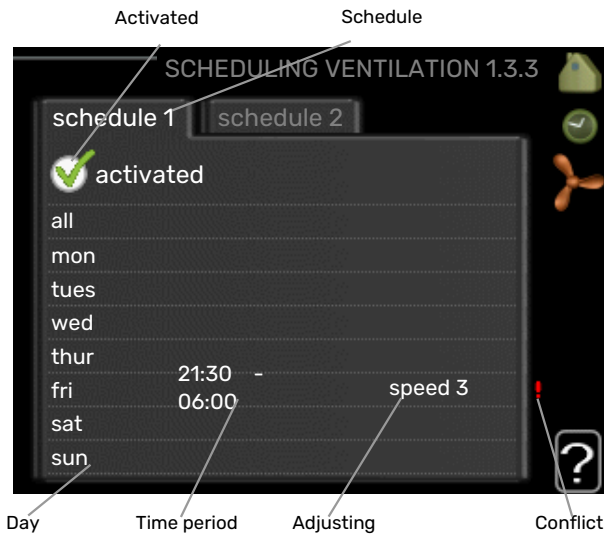 Activated
Schedule
SCHEDULING VENTILATION 1.3.3
schedule 1
schedule 2
activated
all
mon
tues
wed
thur
fri
21:30 -
06:00
speed 3
!
sat
sun
?
Day
Time period
Adjusting
Conflict